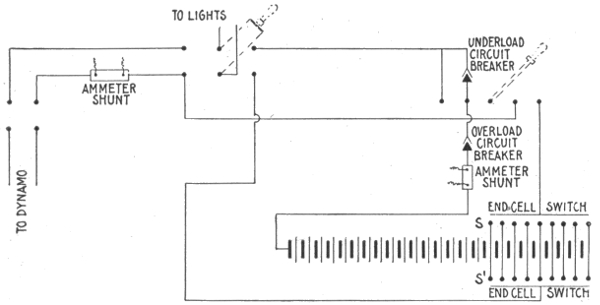 TO LIGHTS
UNDERLOAD
CIRCUIT
BREAKER
AMMETER
SHUNT
OVERLOAD
CIRCUIT
BREAKER
AMMETER
SHUNT
TO DYNAMO
END-CELL SWITCH
S
S'
END CELL SWITCH